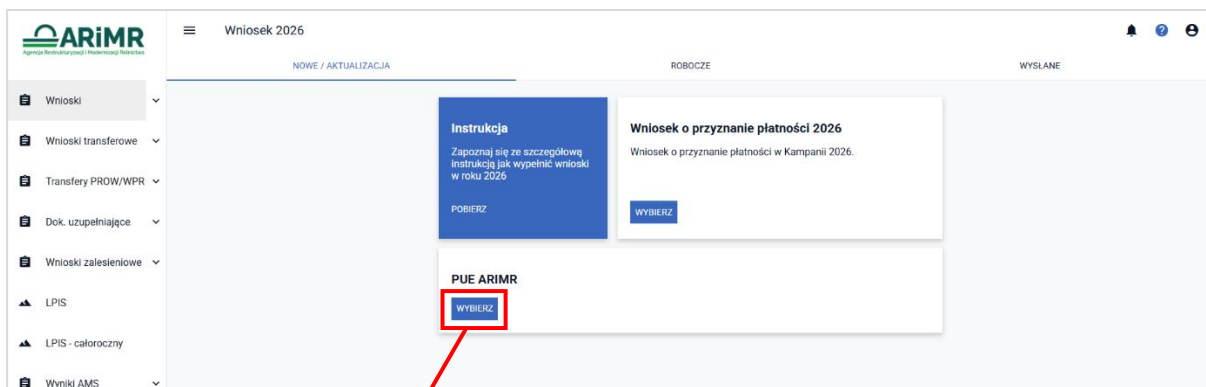 ARiMR
Agencja Restrukturyzacji i Modernizacji Rolnictwa
Wniosek 2026
NOWE / AKTUALIZACJA
ROBOCZE
WYSŁANE
Wnioski
Wnioski transferowe
Transfery PROW/WPR
Dok. uzupełniające
Wnioski zalesieniowe
LPIS
LPIS - całoroczny
Wyniki AMS
Instrukcja
Zapoznaj się ze szczegółową
instrukcją jak wypełnić wnioski
w roku 2026
POBIERZ
Wniosek o przyznanie płatności 2026
Wniosek o przyznanie płatności w Kampanii 2026.
WYBIERZ
PUE ARIMR
WYBIERZ